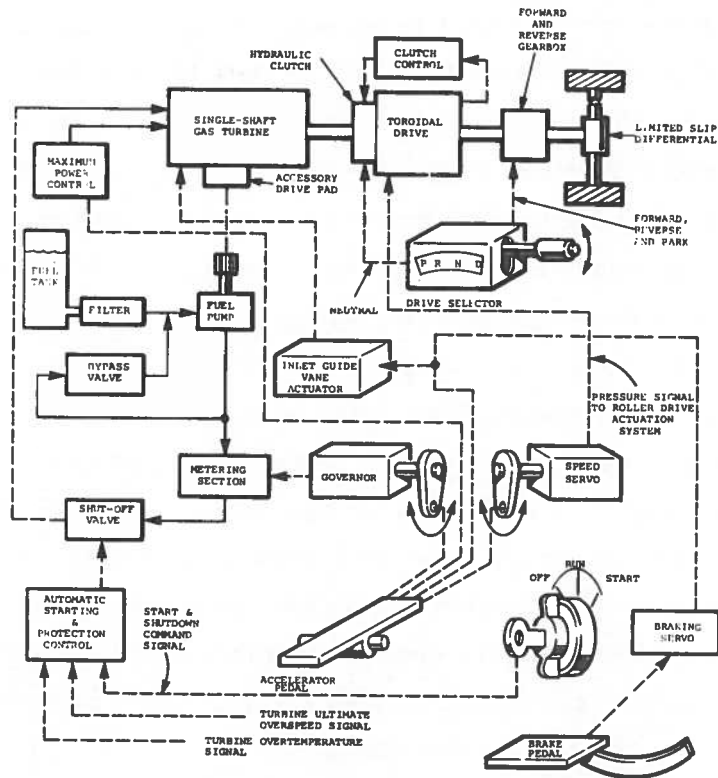 FORWARD
AND
REVERSE
GEARBOX
HYDRAULIC
CLUTCH
CLUTCH
CONTROL
SINGLE-SHAFT
GAS TURBINE
TOROIDAL
DRIVE
LIMITED SLIP
DIFFERENTIAL
MAXIMUM
POWER
CONTROL
ACCESSORY
DRIVE PAD
FORWARD,
REVERSE
AND PARK
P R N D
FUEL
TANK
FILTER
FUEL
PUMP
NEUTRAL
DRIVE SELECTOR
BYPASS
VALVE
INLET GUIDE
VANE
ACTUATOR
PRESSURE SIGNAL
TO ROLLER DRIVE
ACTUATION
SYSTEM
METERING
SECTION
GOVERNOR
SPEED
SERVO
SHUT-OFF
VALVE
OFF
RUN
START
AUTOMATIC
STARTING
&
PROTECTION
CONTROL
START &
SHUTDOWN
COMMAND
SIGNAL
BRAKING
SERVO
ACCELERATOR
PEDAL
TURBINE ULTIMATE
OVERSPEED SIGNAL
TURBINE OVERTEMPERATURE
SIGNAL
BRAKE
PEDAL